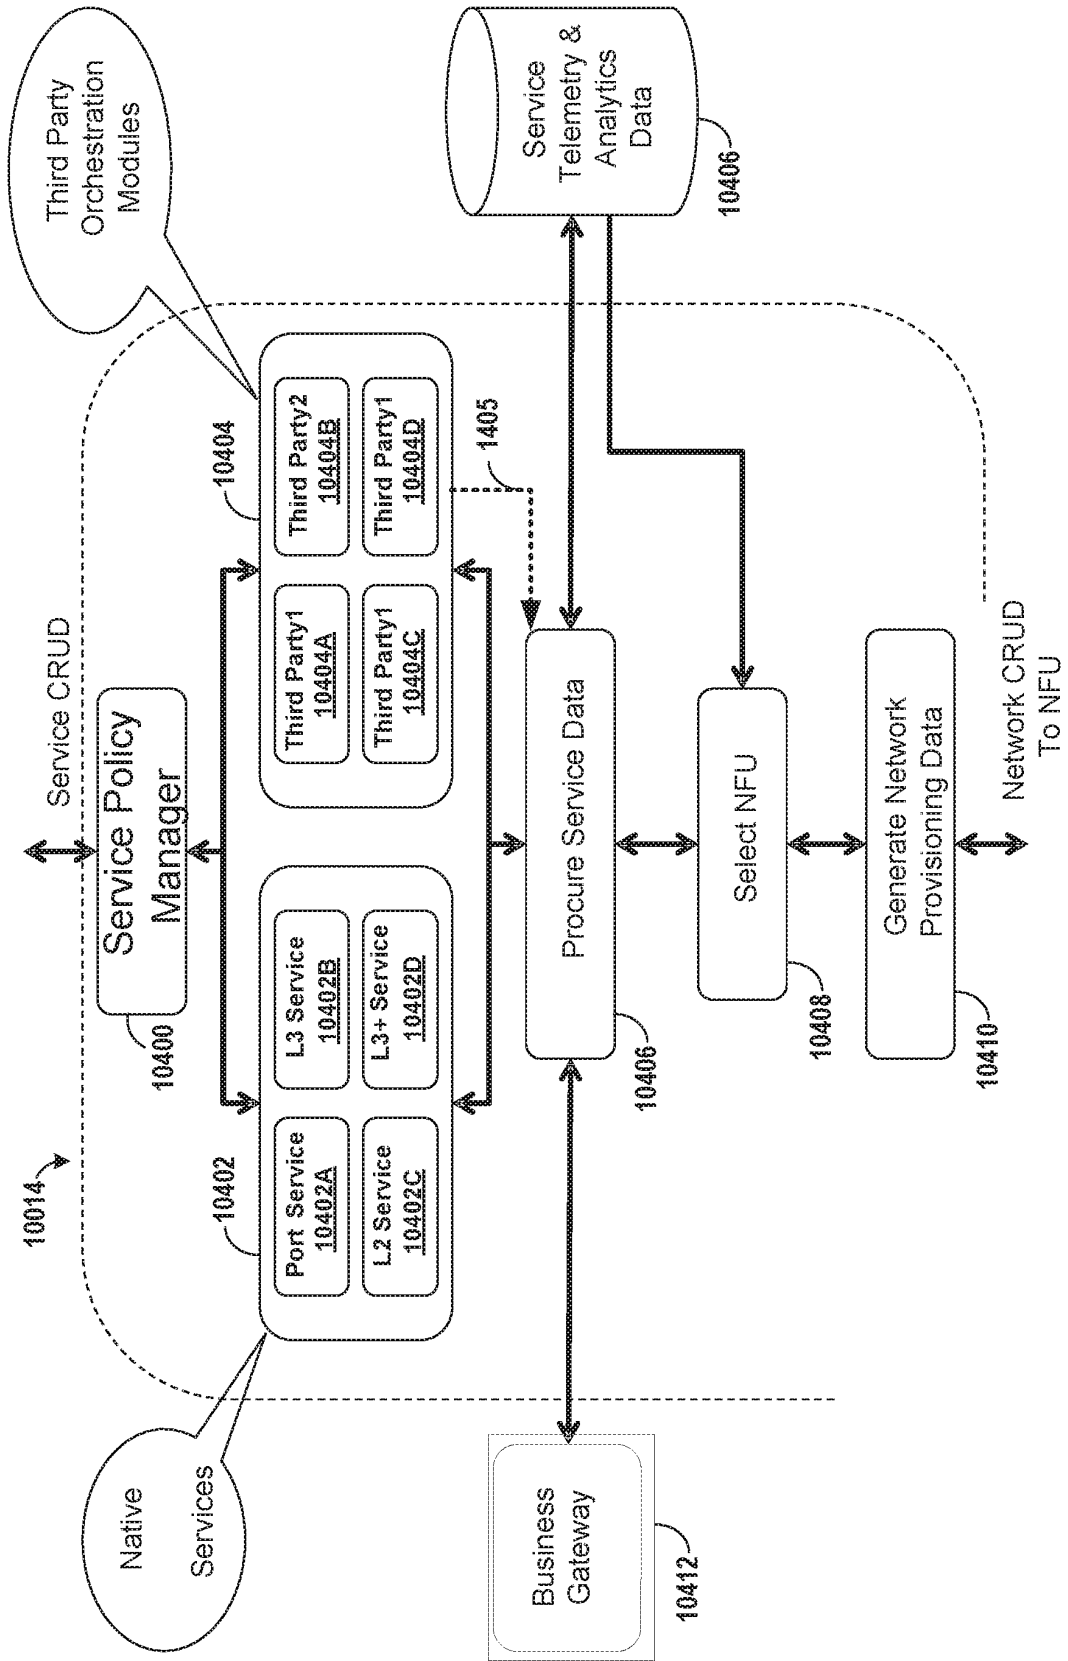 10014
Service CRUD
Service Policy
Manager
10400
Native
Services
Third Party
Orchestration
Modules
10402
Port Service
10402A
L3 Service
10402B
L2 Service
10402C
L3+ Service
10402D
10404
Third Party1
10404A
Third Party2
10404B
Third Party1
10404C
Third Party1
10404D
1405
Business
Gateway
10412
Procure Service Data
10406
Service
Telemetry &
Analytics
Data
10406
Select NFU
10408
Generate Network
Provisioning Data
10410
Network CRUD
To NFU